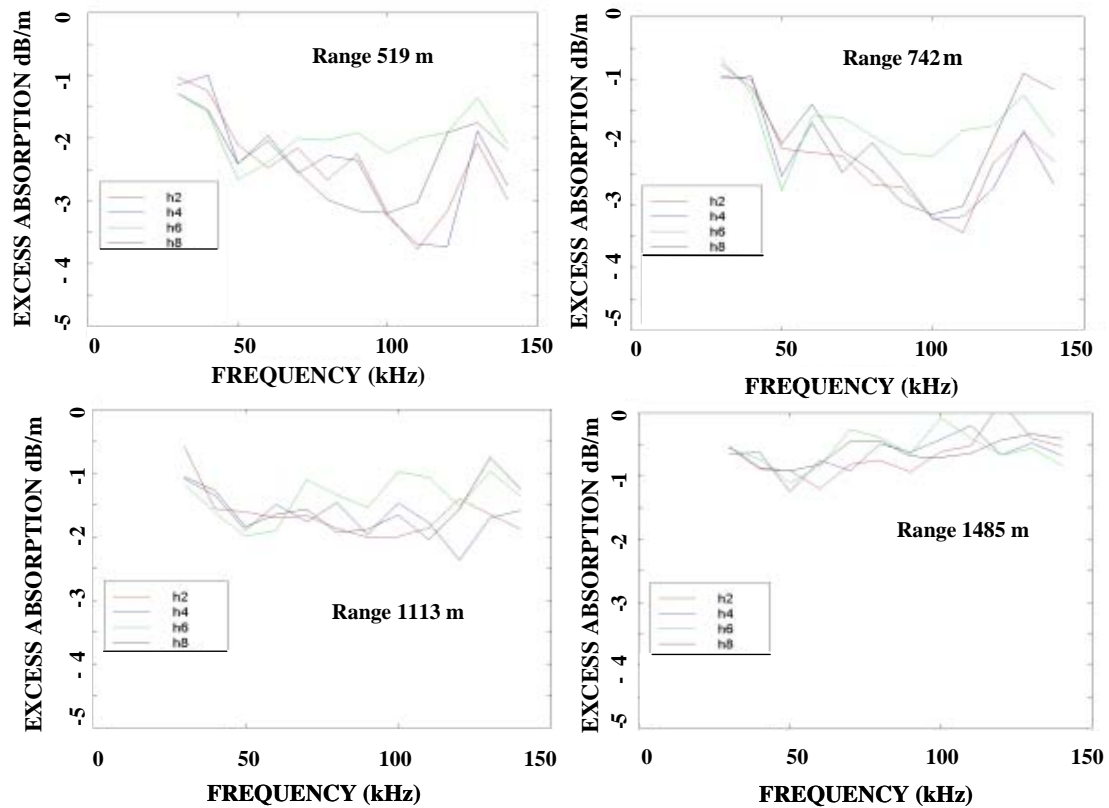 EXCESS ABSORPTION dB/m
0
-1
-2
-3
- 4
-5
Range 519 m
h2
h4
h6
h8
0
50
100
150
FREQUENCY (kHz)
EXCESS ABSORPTION dB/m
0
-1
-2
-3
- 4
-5
Range 742 m
h2
h4
h6
h8
0
50
100
150
FREQUENCY (kHz)
EXCESS ABSORPTION dB/m
0
-1
-2
-3
- 4
-5
Range 1113 m
h2
h4
h6
h8
0
50
100
150
FREQUENCY (kHz)
EXCESS ABSORPTION dB/m
0
-1
-2
-3
- 4
-5
Range 1485 m
h2
h4
h6
h8
0
50
100
150
FREQUENCY (kHz)